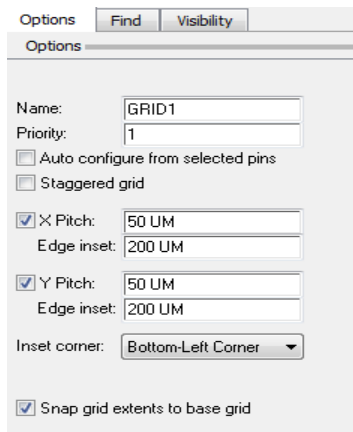 Options Find Visibility
Options
Name: GRID1
Priority: 1
Auto configure from selected pins
Staggered grid
X Pitch: 50 UM
Edge inset: 200 UM
Y Pitch: 50 UM
Edge inset: 200 UM
Inset corner: Bottom-Left Corner
Snap grid extents to base grid